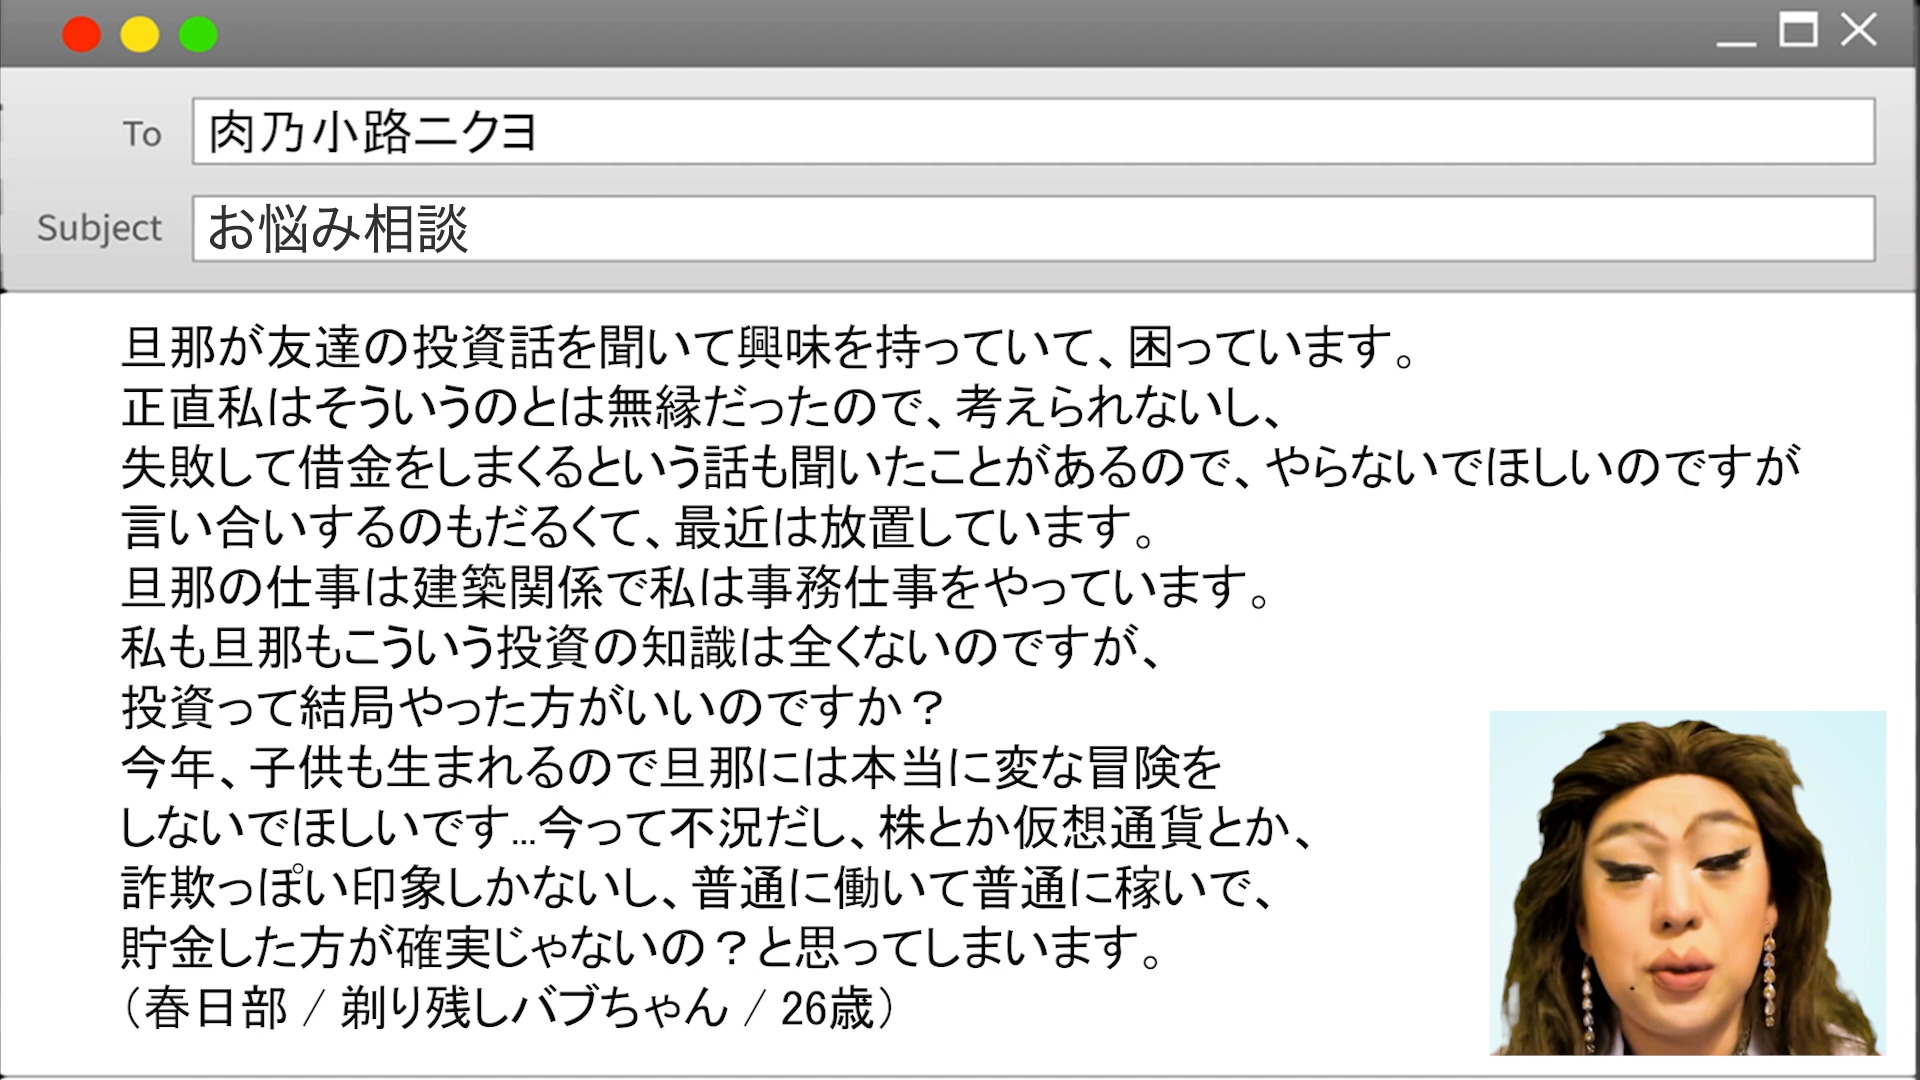 To 肉乃小路ニクヨ
Subject お悩み相談
旦那が友達の投資話を聞いて興味を持っていて、困っています。
正直私はそういうのとは無縁だったので、考えられないし、
失敗して借金をしまくるという話も聞いたことがあるので、やらないでほしいのですが
言い合いするのもだるくて、最近は放置しています。
旦那の仕事は建築関係で私は事務仕事をやっています。
私も旦那もこういう投資の知識は全くないのですが、
投資って結局やった方がいいのですか？
今年、子供も生まれるので旦那には本当に変な冒険を
しないでほしいです...今って不況だし、株とか仮想通貨とか、
詐欺っぽい印象しかないし、普通に働いて普通に稼いで、
貯金した方が確実じゃないの？と思ってしまいます。
（春日部 / 剃り残しバブちゃん / 26歳）